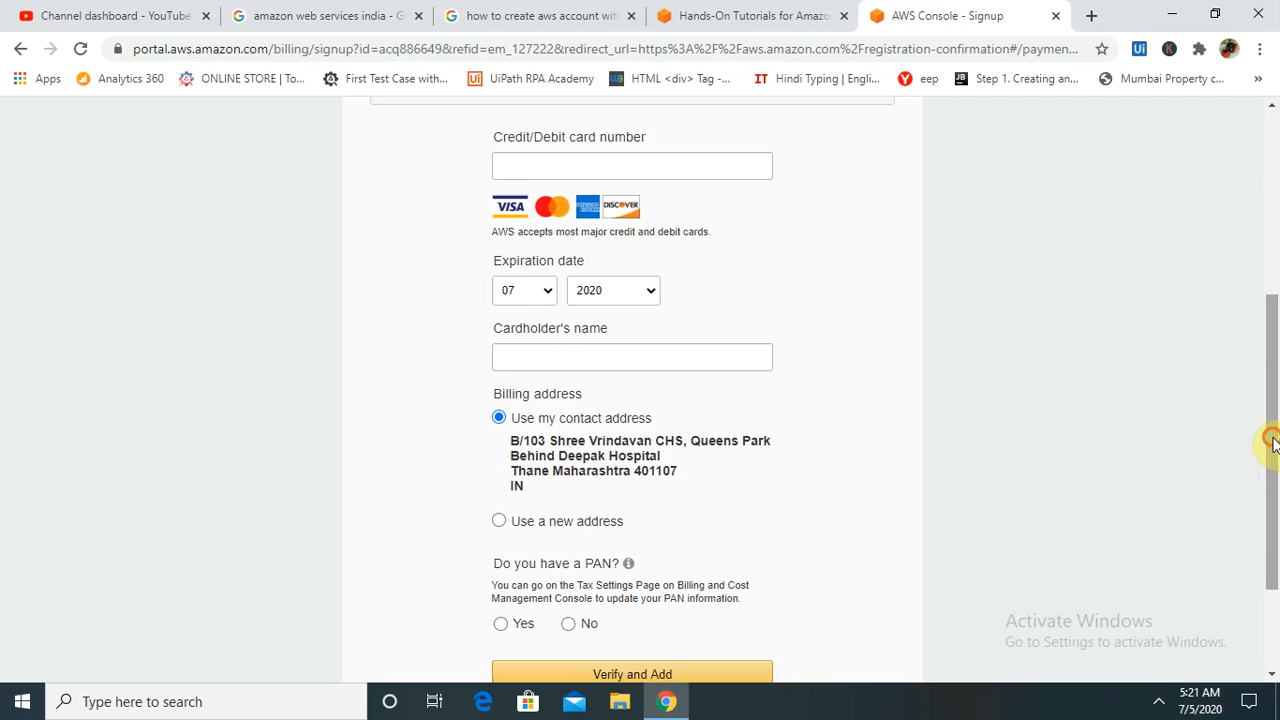 Channel dashboard - YouTube
amazon web services india - G
how to create aws account wit
Hands-On Tutorials for Amazo
AWS Console - Signup
portal.aws.amazon.com/billing/signup?id=acq886649&refid=em_127222&redirect_url=https%3A%2F%2Faws.amazon.com%2Fregistration-confirmation#/paymen...
Apps
Analytics 360
ONLINE STORE | To...
First Test Case with...
UiPath RPA Academy
HTML <div> Tag -...
Hindi Typing | Engli...
eep
Step 1. Creating an...
Mumbai Property c...
Credit/Debit card number
VISA
AMERICAN EXPRESS
DISCOVER
AWS accepts most major credit and debit cards.
Expiration date
07
2020
Cardholder's name
Billing address
Use my contact address
B/103 Shree Vrindavan CHS, Queens Park
Behind Deepak Hospital
Thane Maharashtra 401107
IN
Use a new address
Do you have a PAN?
You can go on the Tax Settings Page on Billing and Cost
Management Console to update your PAN information.
Yes
No
Verify and Add
Activate Windows
Go to Settings to activate Windows.
Type here to search
5:21 AM
7/5/2020